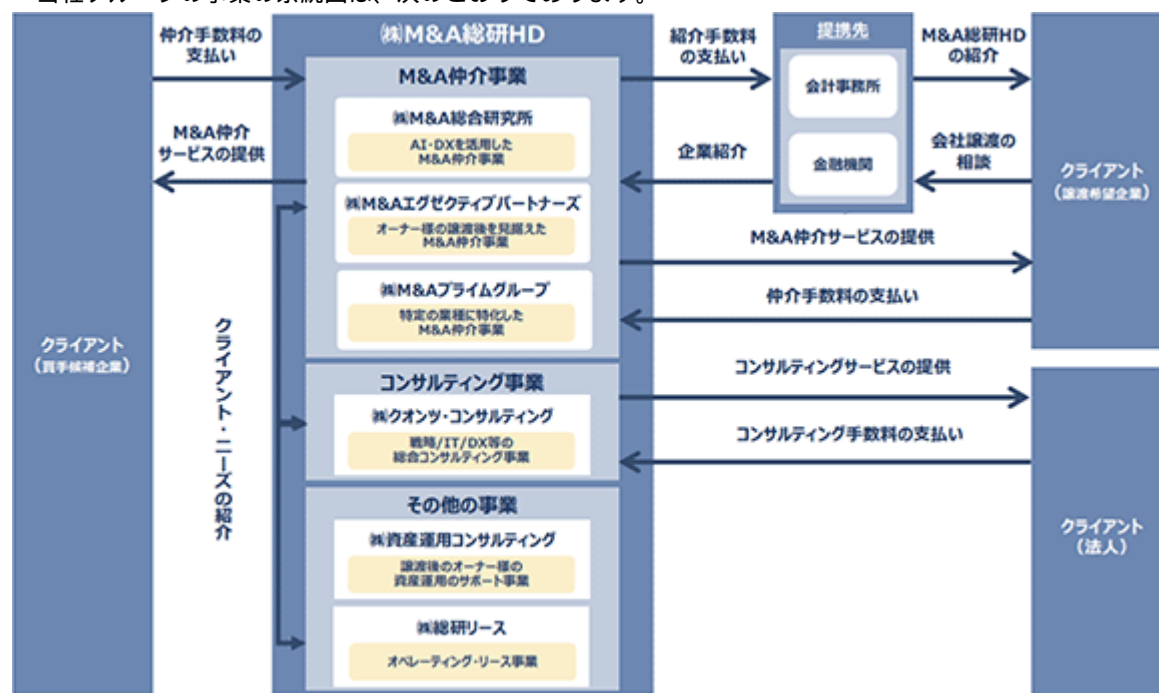 当社グループの事業の系統図は、次のとおりであります。
仲介手数料の
支払い
㈱M&A総研HD
紹介手数料
の支払い
提携先
M&A総研HD
の紹介
M&A仲介事業
会計事務所
㈱M&A総合研究所
AI・DXを活用した
M&A仲介事業
M&A仲介
サービスの提供
企業紹介
金融機関
会社譲渡の
相談
クライアント
(譲渡希望企業)
㈱M&Aエグゼクティブパートナーズ
オーナー様の譲渡後を見据えた
M&A仲介事業
M&A仲介サービスの提供
㈱M&Aプライムグループ
特定の業種に特化した
M&A仲介事業
仲介手数料の支払い
クライアント
(買手候補企業)
クライアント・ニーズの紹介
コンサルティング事業
コンサルティングサービスの提供
㈱クオンツ・コンサルティング
戦略/IT/DX等の
総合コンサルティング事業
コンサルティング手数料の支払い
その他の事業
㈱資産運用コンサルティング
譲渡後のオーナー様の
資産運用のサポート事業
クライアント
(法人)
㈱総研リース
オペレーティング・リース事業